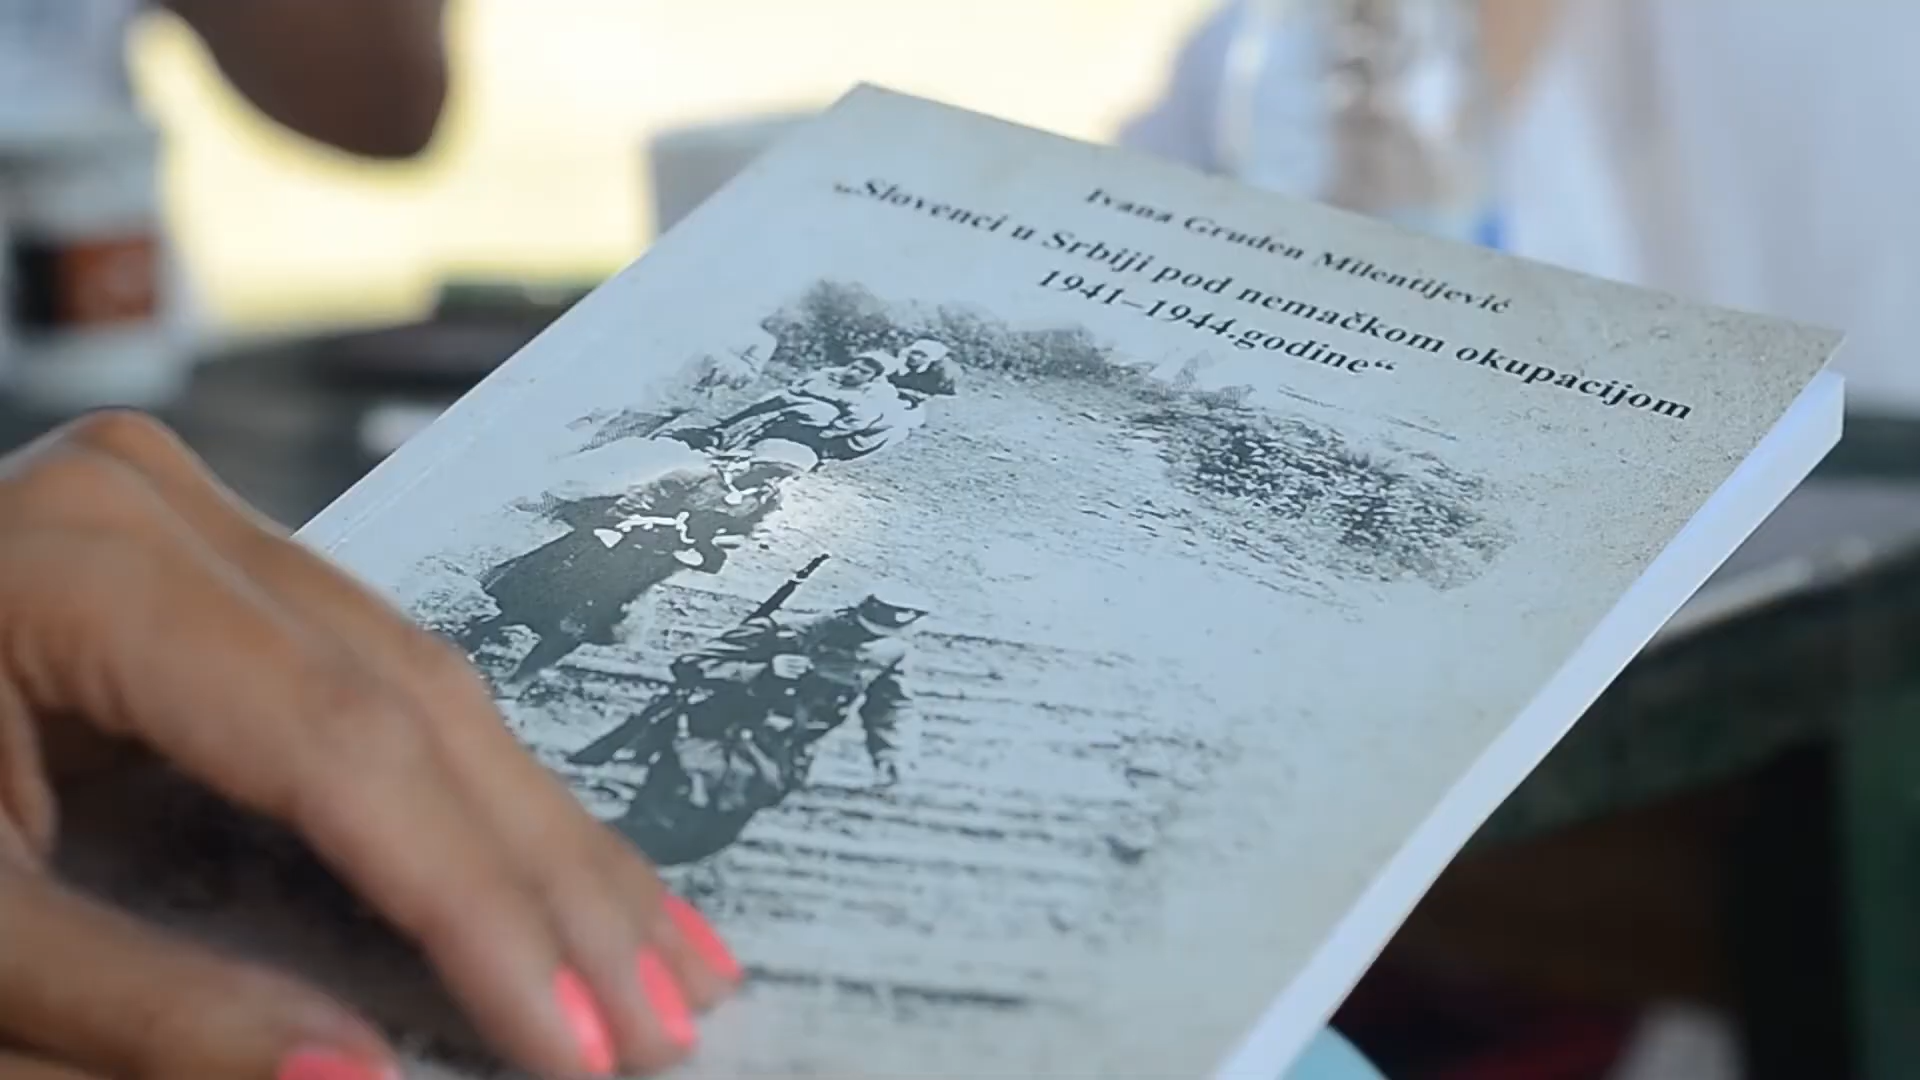 Ivana Gruden Milentijević
„Slovenci u Srbiji pod nemačkom okupacijom
1941–1944.godine“